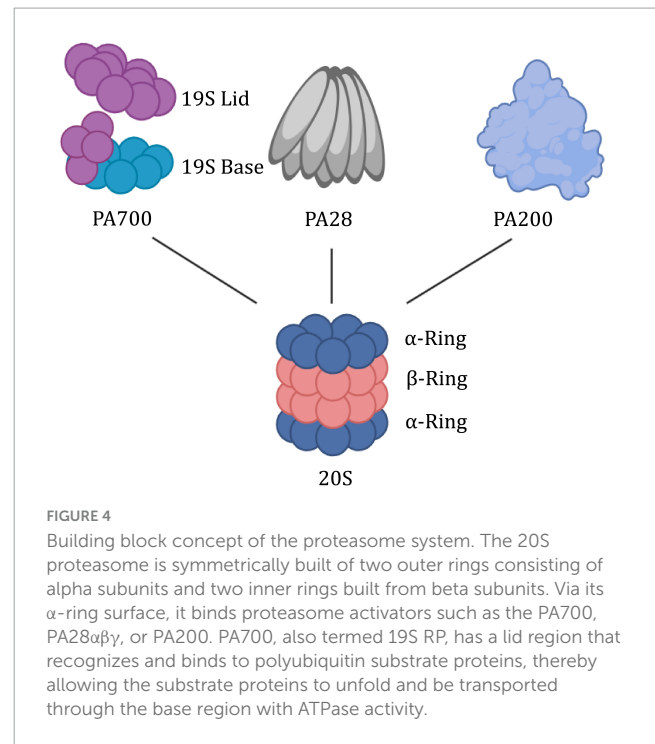 19S Lid
19S Base
PA700
PA28
PA200
α-Ring
β-Ring
α-Ring
20S
FIGURE 4
Building block concept of the proteasome system. The 20S
proteasome is symmetrically built of two outer rings consisting of
alpha subunits and two inner rings built from beta subunits. Via its
α-ring surface, it binds proteasome activators such as the PA700,
PA28αβγ, or PA200. PA700, also termed 19S RP, has a lid region that
recognizes and binds to polyubiquitin substrate proteins, thereby
allowing the substrate proteins to unfold and be transported
through the base region with ATPase activity.